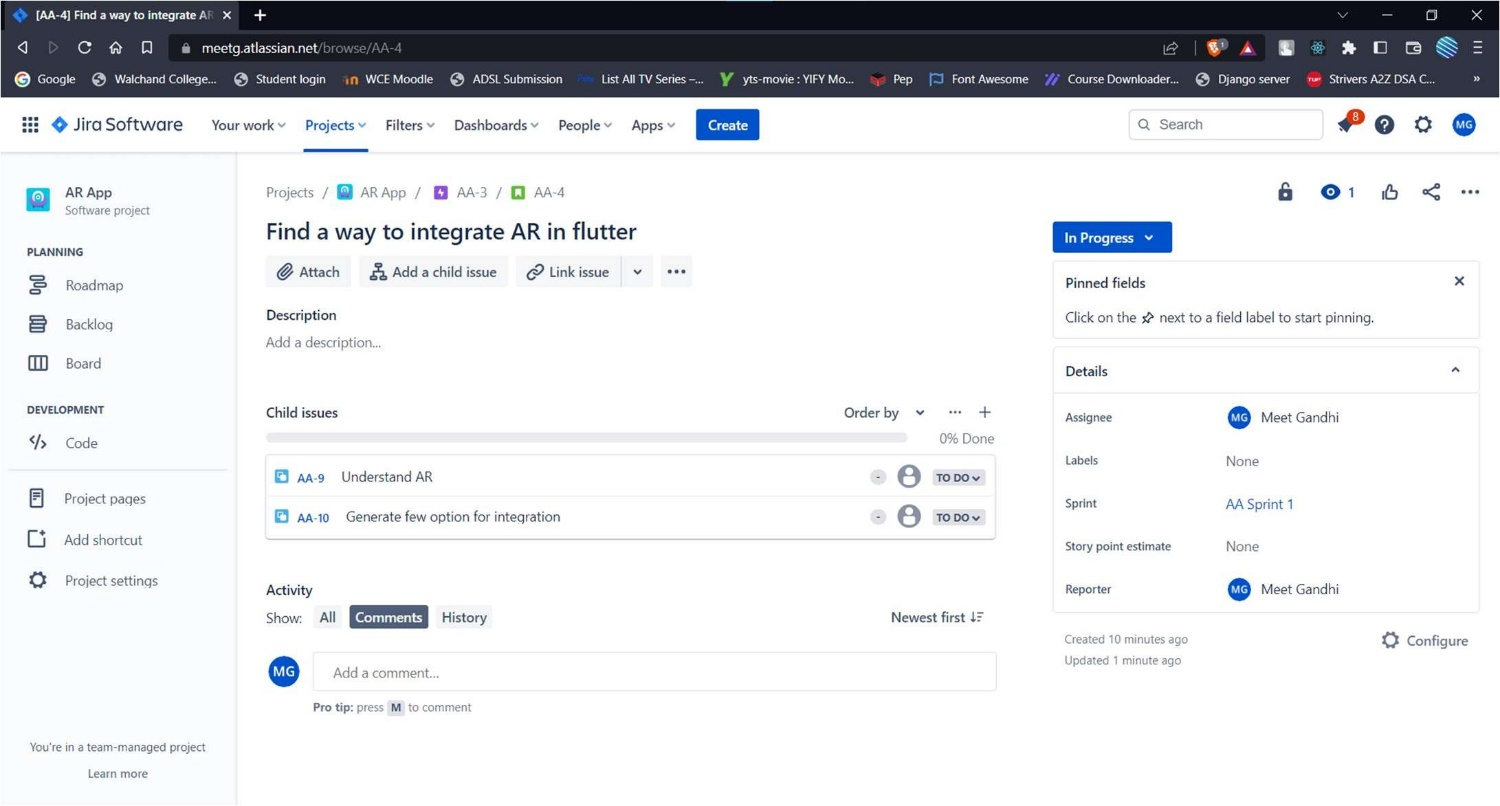 [AA-4] Find a way to integrate AR
meetg.atlassian.net/browse/AA-4
1
Google Walchand College... Student login WCE Moodle ADSL Submission List All TV Series –... yts-movie : YIFY Mo... Pep Font Awesome Course Downloader... Django server Strivers A2Z DSA C... »
Jira Software Your work Projects Filters Dashboards People Apps Create Search 8 MG
AR App
Software project
PLANNING
Roadmap
Backlog
Board
DEVELOPMENT
Code
Project pages
Add shortcut
Project settings
You're in a team-managed project
Learn more
Projects / AR App / AA-3 / AA-4
1
Find a way to integrate AR in flutter
Attach Add a child issue Link issue
Description
Add a description...
Child issues Order by
0% Done
AA-9 Understand AR - TO DO
AA-10 Generate few option for integration - TO DO
Activity
Show: All Comments History Newest first
MG Add a comment...
Pro tip: press M to comment
In Progress
Pinned fields
Click on the next to a field label to start pinning.
Details
Assignee MG Meet Gandhi
Labels None
Sprint AA Sprint 1
Story point estimate None
Reporter MG Meet Gandhi
Created 10 minutes ago Configure
Updated 1 minute ago